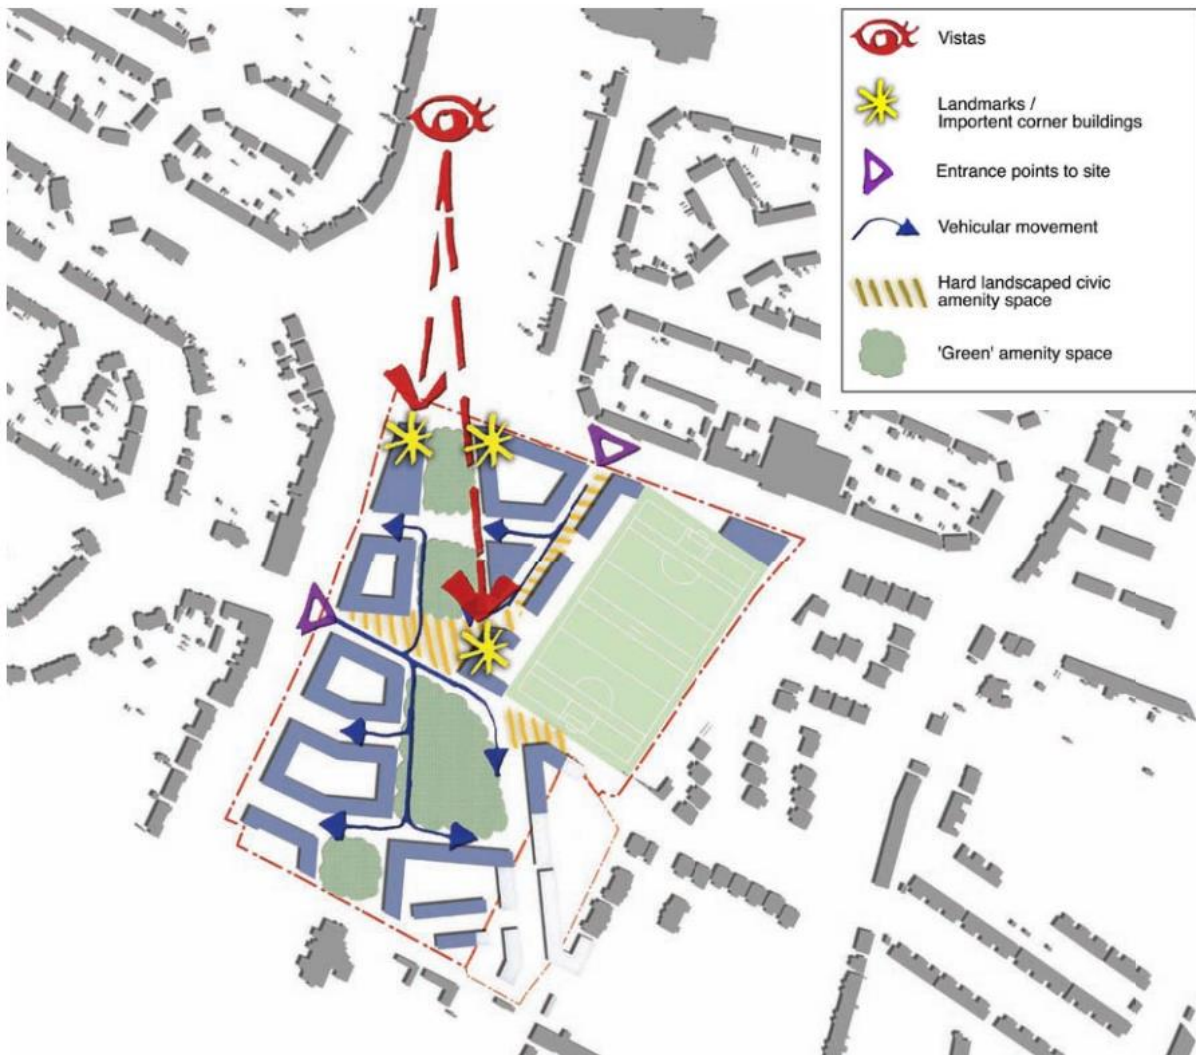 Vistas
Landmarks /
Importent corner buildings
Entrance points to site
Vehicular movement
Hard landscaped civic
amenity space
'Green' amenity space